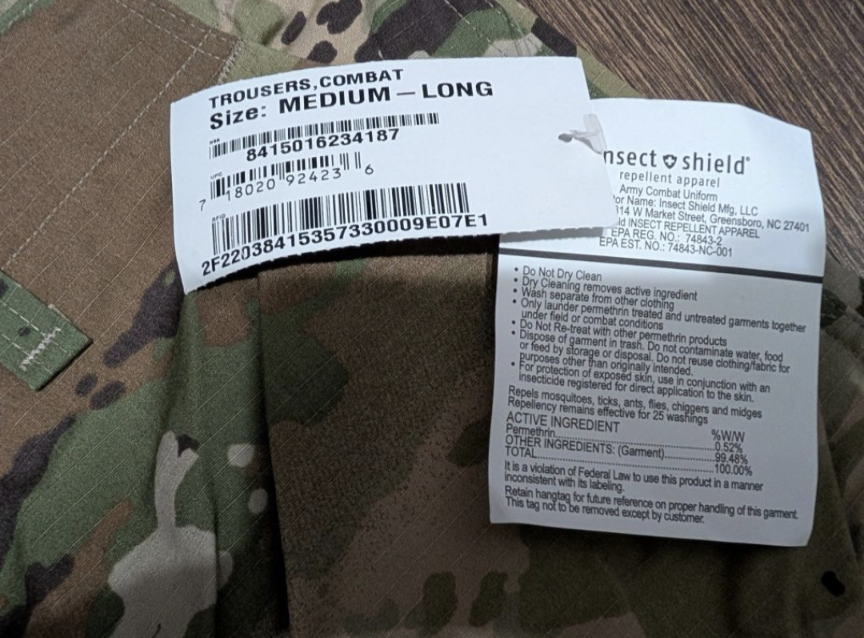 TROUSERS,COMBAT
Size: MEDIUM – LONG
8415016234187
7 18020 92423 6
2F22038415357330009E07E1
nsect shield®
repellent apparel
Army Combat Uniform
Name: Insect Shield Mfg, LLC
814 W Market Street, Greensboro, NC 27401
INSECT REPELLENT APPAREL
EPA REG. NO.: 74843-2
EPA EST. NO.: 74843-NC-001
• Do Not Dry Clean
• Dry Cleaning removes active ingredient
• Wash separate from other clothing
• Only launder permethrin treated and untreated garments together
under field or combat conditions
• Do Not Re-treat with other permethrin products
• Dispose of garment in trash. Do not contaminate water, food
or feed by storage or disposal. Do not reuse clothing/fabric for
purposes other than originally intended.
• For protection of exposed skin, use in conjunction with an
insecticide registered for direct application to the skin.
Repels mosquitoes, ticks, ants, flies, chiggers and midges
Repellency remains effective for 25 washings
ACTIVE INGREDIENT %W/W
Permethrin 0.52%
OTHER INGREDIENTS: (Garment) 99.48%
TOTAL 100.00%
It is a violation of Federal Law to use this product in a manner
inconsistent with its labeling.
Retain hangtag for future reference on proper handling of this garment.
This tag not to be removed except by customer.